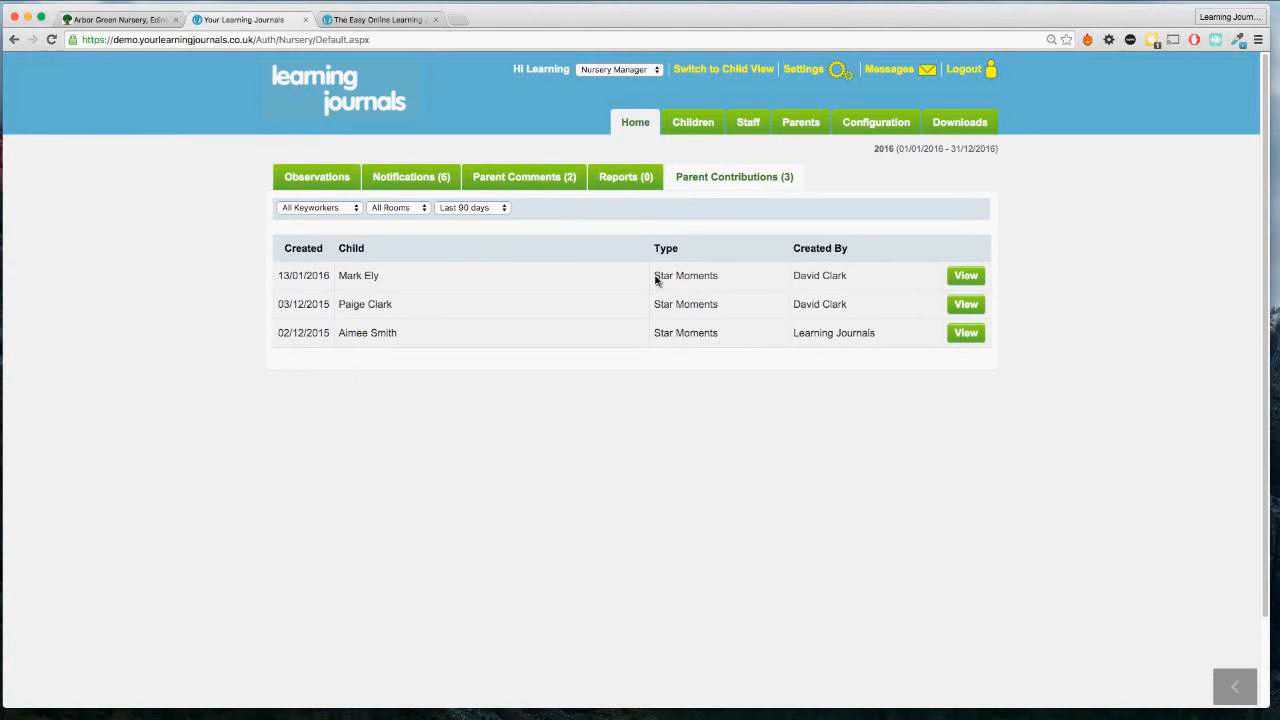 Arbor Green Nursery, Edin
Your Learning Journals
The Easy Online Learning J
Learning Journ...
https://demo.yourlearningjournals.co.uk/Auth/Nursery/Default.aspx
learning
journals
Hi Learning Nursery Manager Switch to Child View Settings Messages Logout
Home Children Staff Parents Configuration Downloads
2016 (01/01/2016 - 31/12/2016)
Observations Notifications (6) Parent Comments (2) Reports (0) Parent Contributions (3)
All Keyworkers All Rooms Last 90 days
Created Child Type Created By
13/01/2016 Mark Ely Star Moments David Clark View
03/12/2015 Paige Clark Star Moments David Clark View
02/12/2015 Aimee Smith Star Moments Learning Journals View